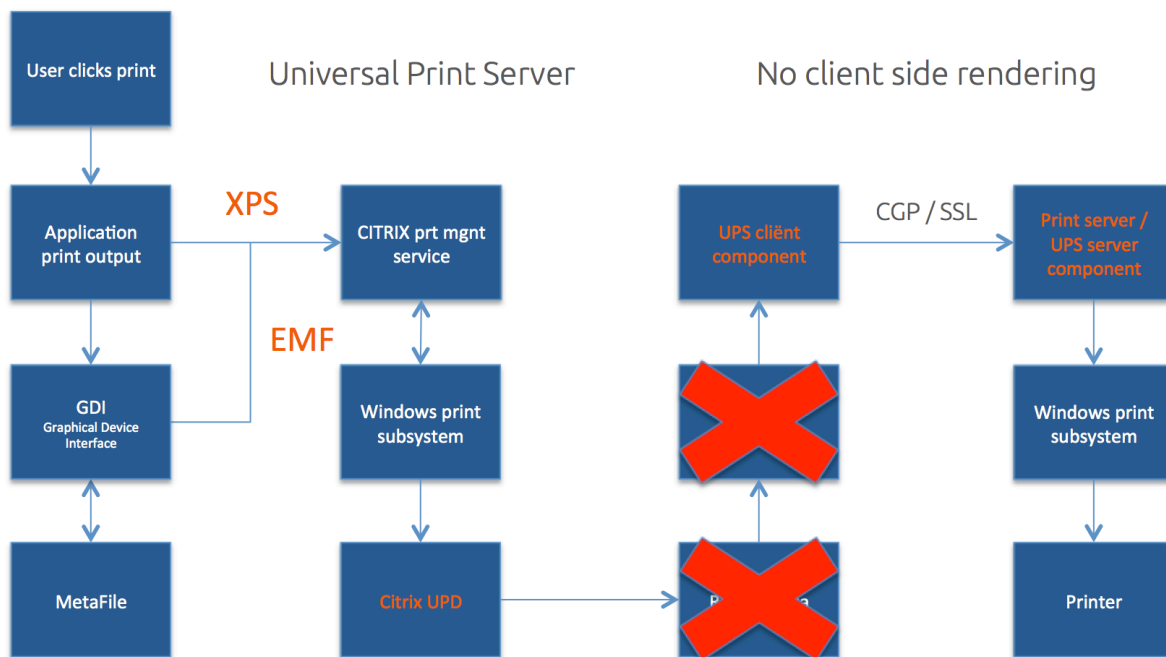 Universal Print Server
No client side rendering
User clicks print
Application
print output
XPS
CITRIX prt mgnt
service
UPS cliënt
component
CGP / SSL
Print server /
UPS server
component
EMF
GDI
Graphical Device
Interface
Windows print
subsystem
Windows print
subsystem
MetaFile
Citrix UPD
Printer